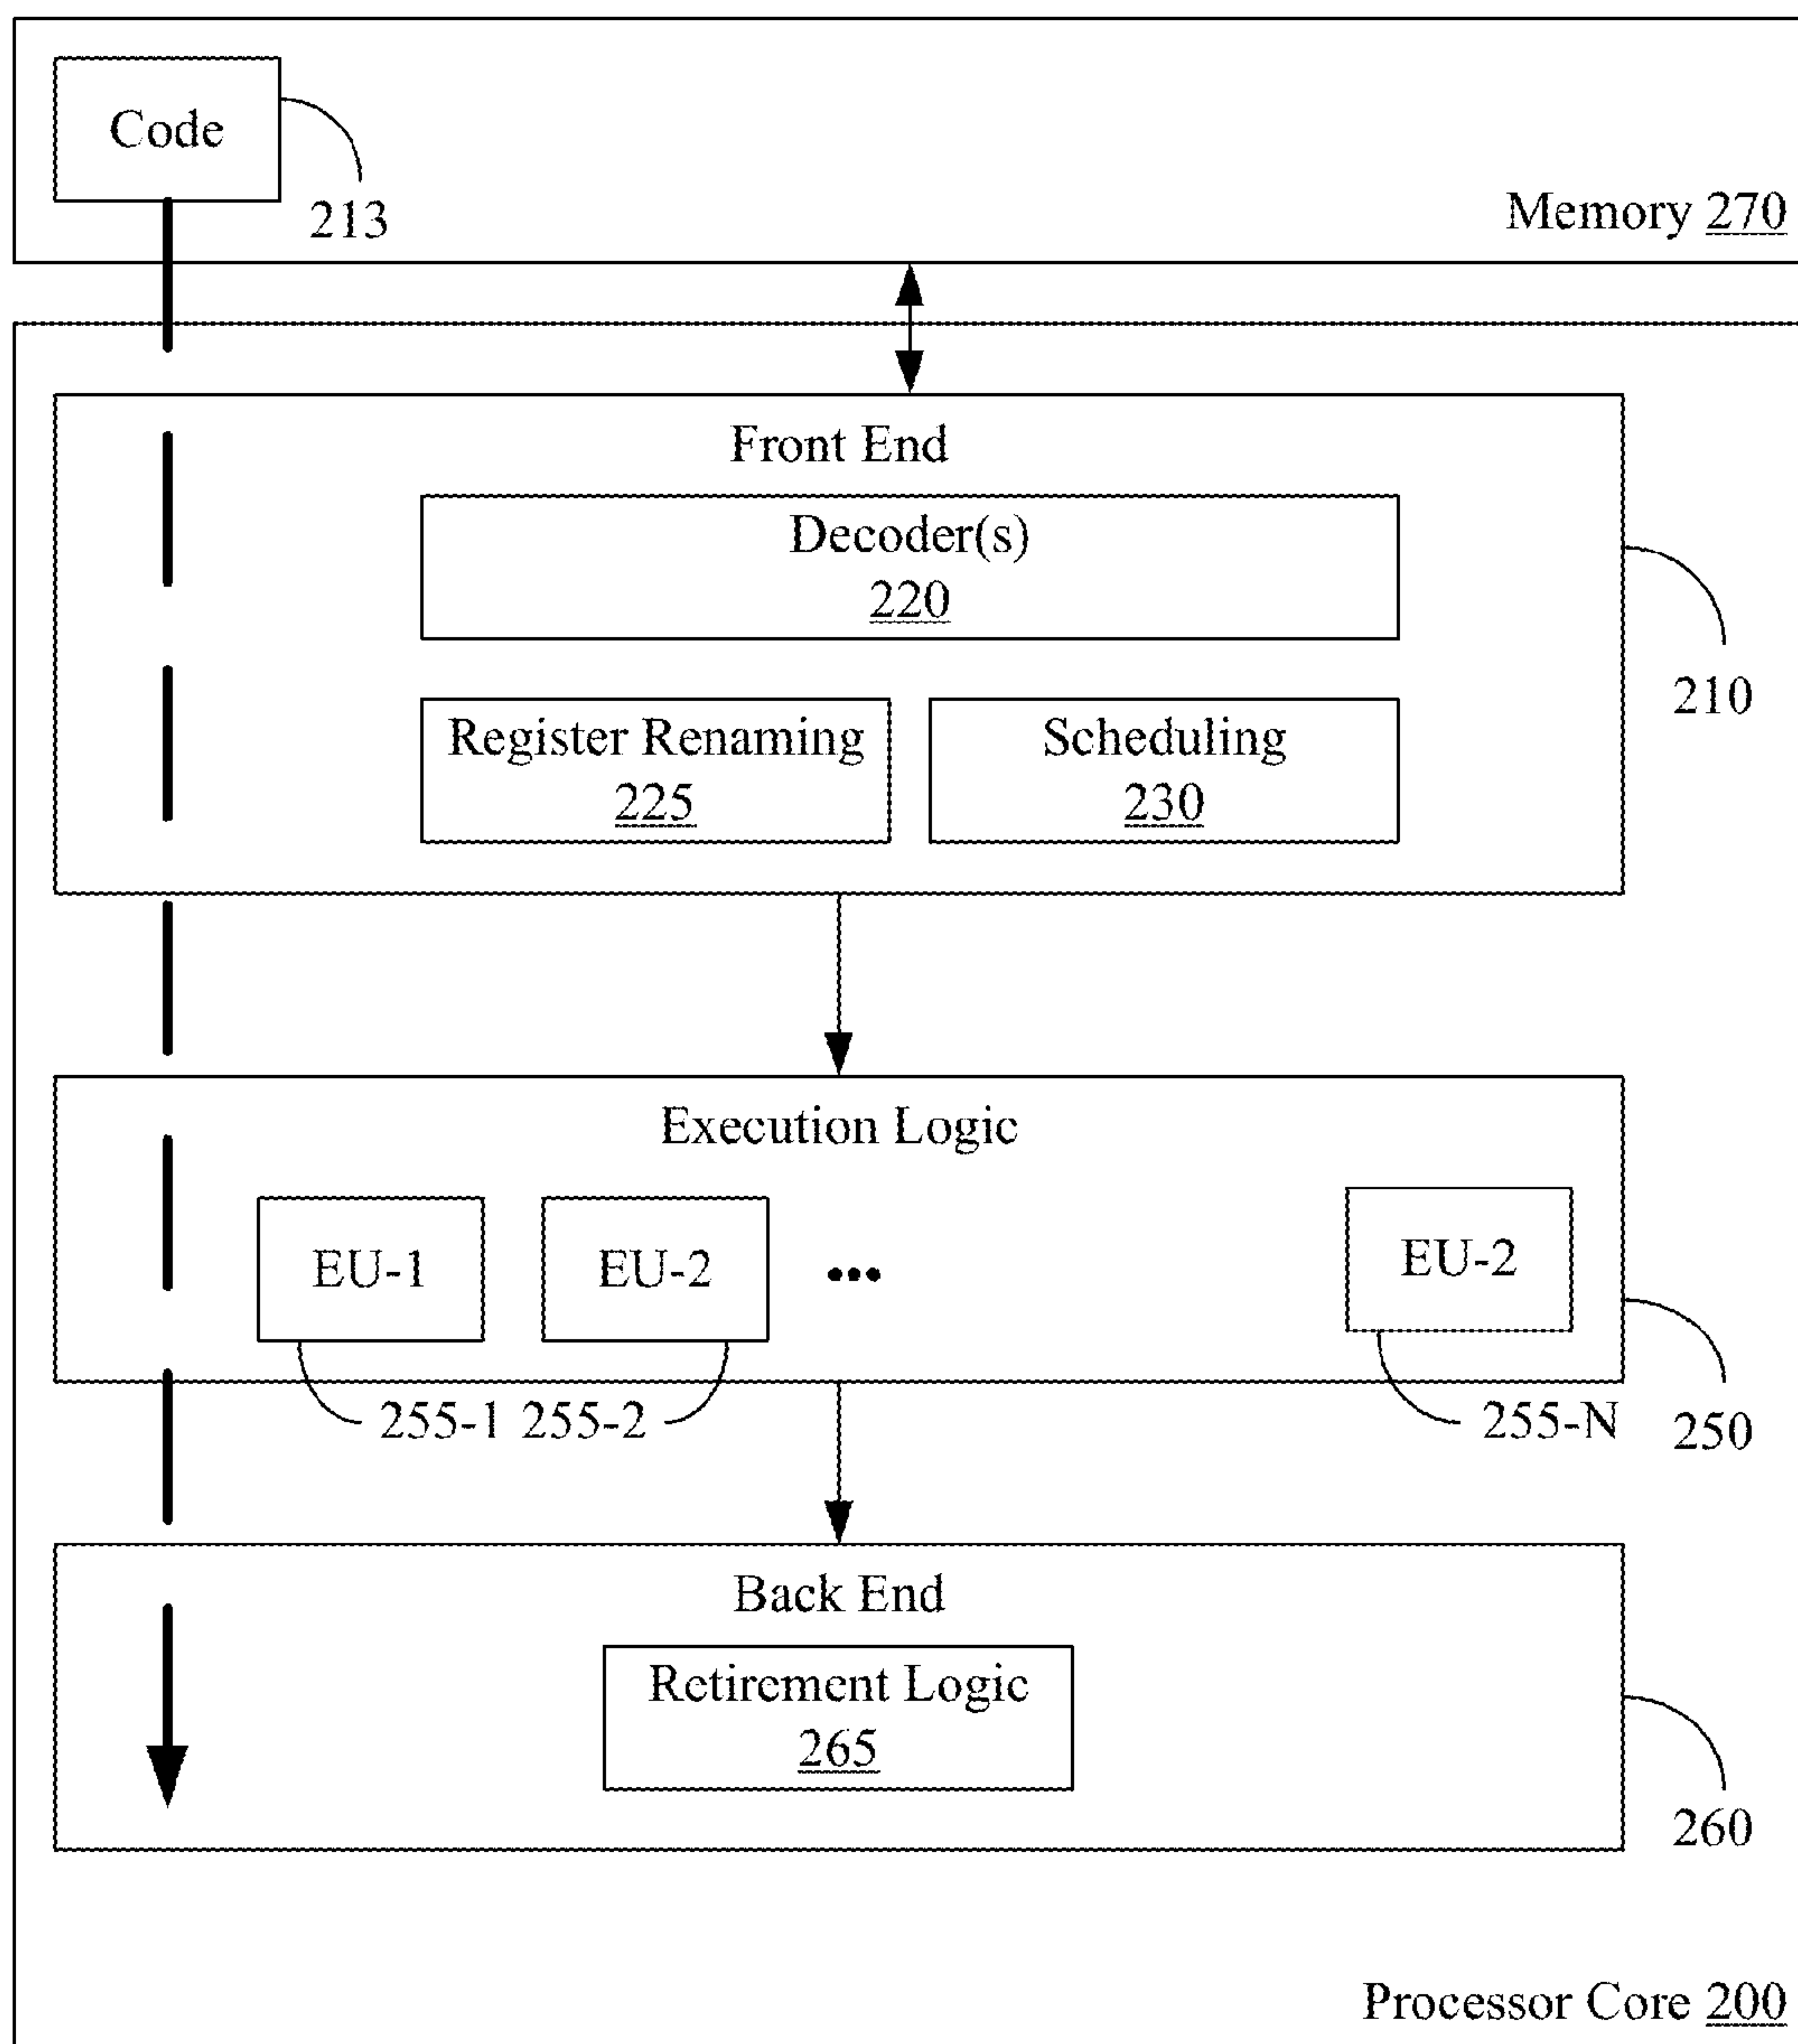 Code
213
Memory 270
Front End
Decoder(s)
220
210
Register Renaming
225
Scheduling
230
Execution Logic
EU-1
EU-2
•••
EU-2
255-1 255-2
255-N
250
Back End
Retirement Logic
265
260
Processor Core 200